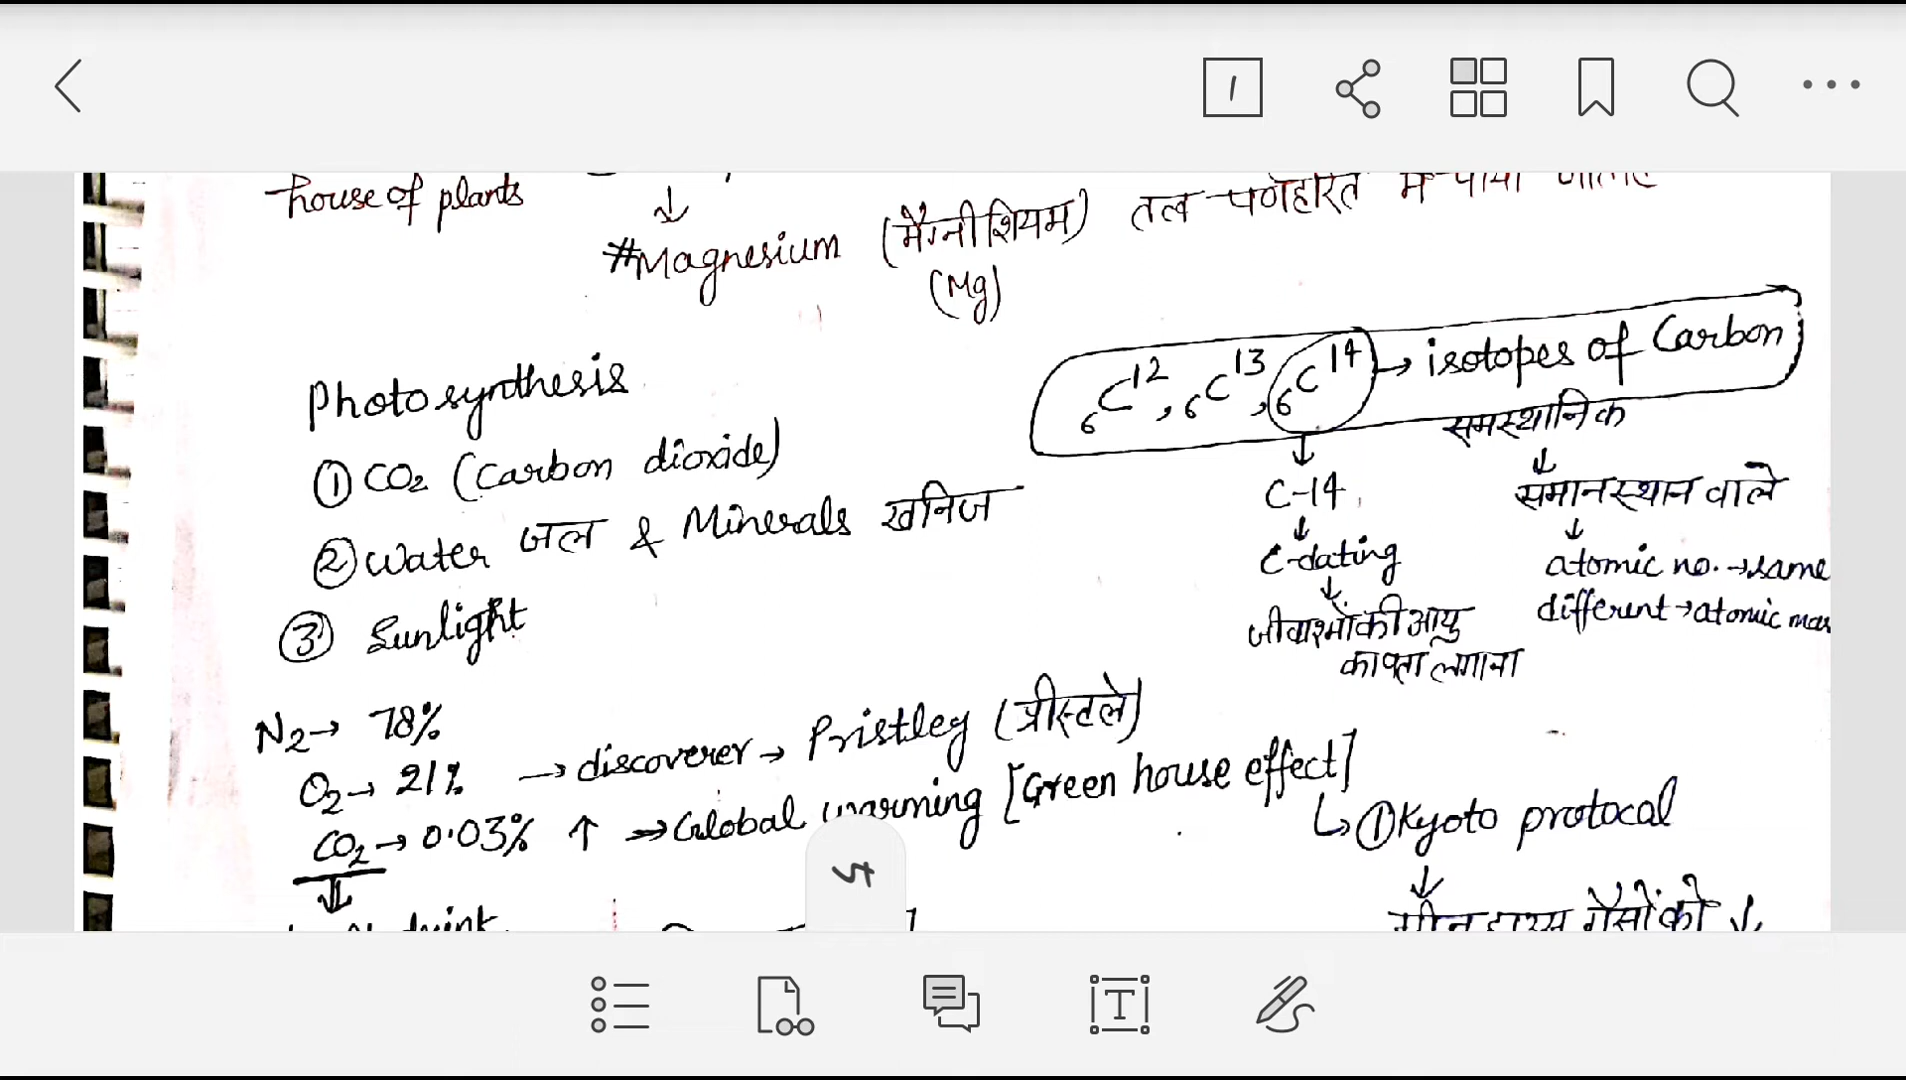 house of plants
#Magnesium (मैग्नीशियम) तत्व पर्णहरित में पाया जाता है
(Mg)
Photosynthesis
① CO₂ (Carbon dioxide)
② Water जल & Minerals खनिज
③ Sunlight
₆C¹², ₆C¹³, ₆C¹⁴ → isotopes of Carbon
समस्थानिक
↓
समानस्थान वाले
↓
atomic no. → same
different → atomic mas
↓
C-14
↓
C-dating
↓
जीवाश्मों की आयु
का पता लगाना
N₂ → 78%
O₂ → 21% → discoverer → Pristley (प्रीस्टले)
CO₂ → 0.03% ↑ → Global warming [Green house effect]
↳ ① Kyoto protocal
↓
ग्रीन हाउस गैसों को ↓